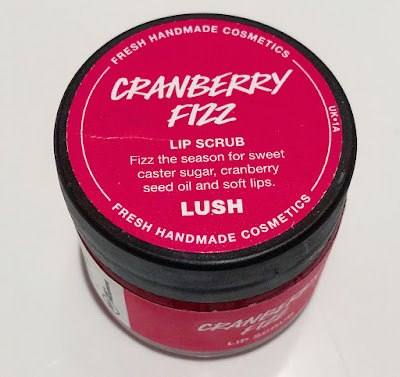 FRESH HANDMADE COSMETICS
CRANBERRY
FIZZ
UK•1A
LIP SCRUB
Fizz the season for sweet
caster sugar, cranberry
seed oil and soft lips.
LUSH
FRESH HANDMADE COSMETICS
CRANBERRY
FIZZ
LIP SCRUB